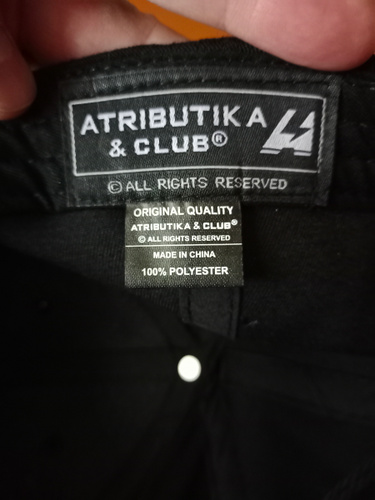 ATRIBUTIKA
& CLUB®
© ALL RIGHTS RESERVED
ORIGINAL QUALITY
ATRIBUTIKA & CLUB®
© ALL RIGHTS RESERVED
MADE IN CHINA
100% POLYESTER